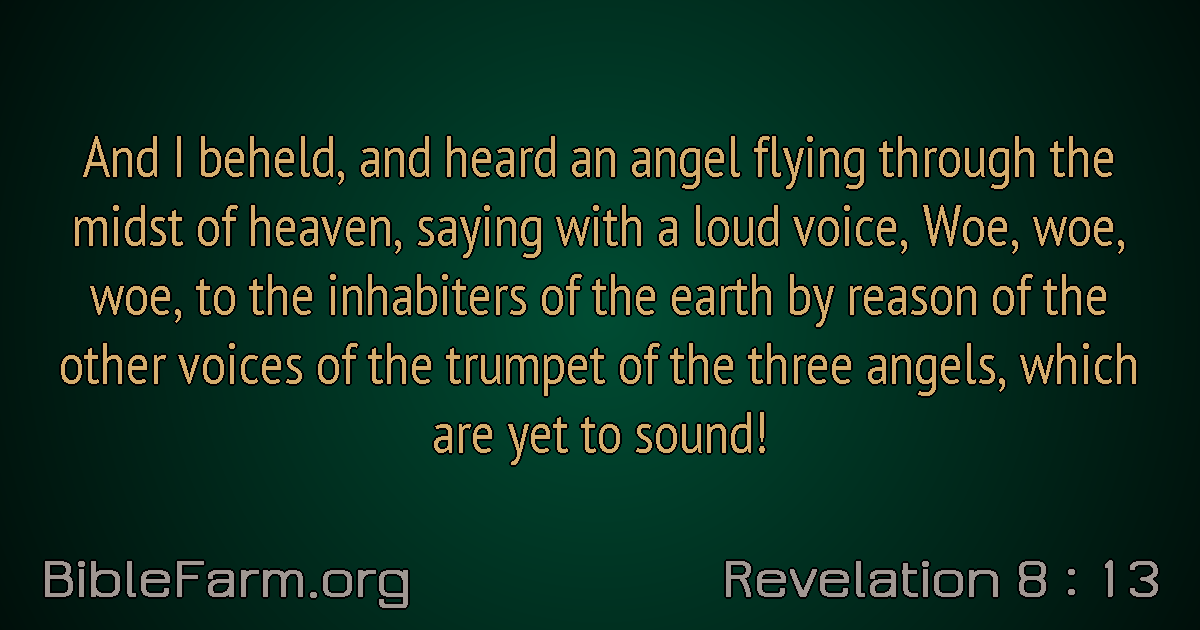 And I beheld, and heard an angel flying through the
midst of heaven, saying with a loud voice, Woe, woe,
woe, to the inhabiters of the earth by reason of the
other voices of the trumpet of the three angels, which
are yet to sound!
BibleFarm.org
Revelation 8 : 13